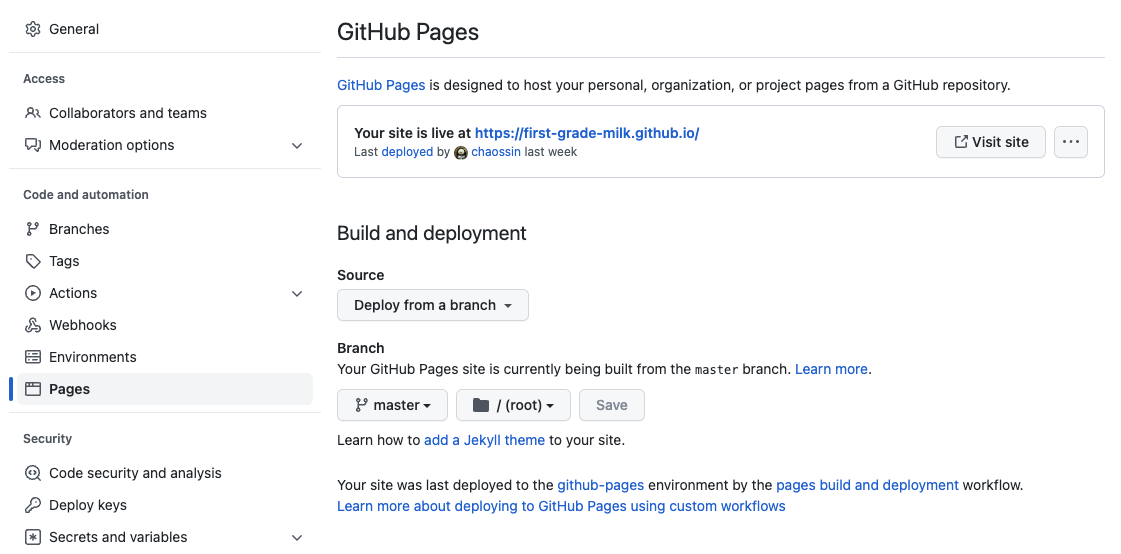 General
Access
Collaborators and teams
Moderation options
Code and automation
Branches
Tags
Actions
Webhooks
Environments
Pages
Security
Code security and analysis
Deploy keys
Secrets and variables
GitHub Pages
GitHub Pages is designed to host your personal, organization, or project pages from a GitHub repository.
Your site is live at https://first-grade-milk.github.io/
Last deployed by chaossin last week
Visit site
Build and deployment
Source
Deploy from a branch
Branch
Your GitHub Pages site is currently being built from the master branch. Learn more.
master
/ (root)
Save
Learn how to add a Jekyll theme to your site.
Your site was last deployed to the github-pages environment by the pages build and deployment workflow.
Learn more about deploying to GitHub Pages using custom workflows